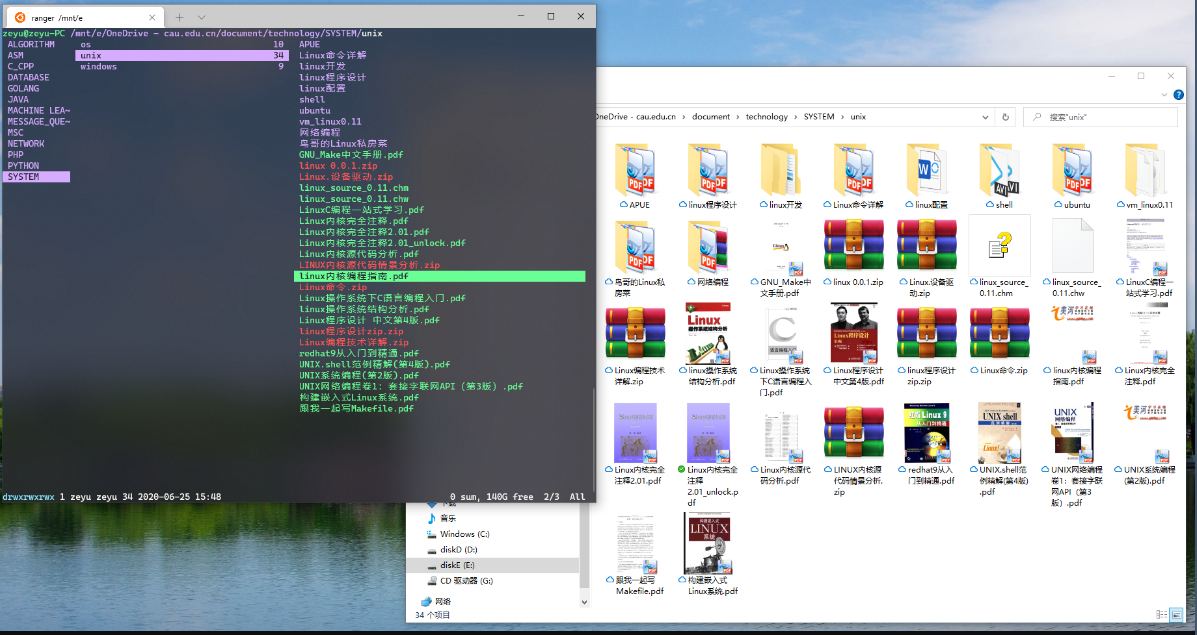 ranger /mnt/e
zeyu@zeyu-PC /mnt/e/OneDrive - cau.edu.cn/document/technology/SYSTEM/unix
ALGORITHM
ASM
C_CPP
DATABASE
GOLANG
JAVA
MACHINE LEA~
MESSAGE_QUE~
MSC
NETWORK
PHP
PYTHON
SYSTEM
os 10
unix 34
windows 9
APUE
Linux命令详解
linux开发
linux程序设计
linux配置
shell
ubuntu
vm_linux0.11
网络编程
鸟哥的Linux私房菜
GNU_Make中文手册.pdf
linux 0.0.1.zip
Linux.设备驱动.zip
linux_source_0.11.chm
linux_source_0.11.chw
LinuxC编程一站式学习.pdf
Linux内核完全注释.pdf
Linux内核完全注释2.01.pdf
Linux内核完全注释2.01_unlock.pdf
Linux内核源代码分析.pdf
LINUX内核源代码情景分析.zip
linux内核编程指南.pdf
Linux命令.zip
Linux操作系统下C语言编程入门.pdf
linux操作系统结构分析.pdf
Linux程序设计 中文第4版.pdf
linux程序设计zip.zip
Linux编程技术详解.zip
redhat9从入门到精通.pdf
UNIX.shell范例精解(第4版).pdf
UNIX系统编程(第2版).pdf
UNIX网络编程卷1：套接字联网API（第3版）.pdf
构建嵌入式Linux系统.pdf
跟我一起写Makefile.pdf
drwxrwxrwx 1 zeyu zeyu 34 2020-06-25 15:48
0 sum, 140G free 2/3 All
OneDrive - cau.edu.cn › document › technology › SYSTEM › unix
搜索"unix"
APUE
linux程序设计
linux开发
Linux命令详解
linux配置
shell
ubuntu
vm_linux0.11
鸟哥的Linux私
房菜
网络编程
GNU_Make中
文手册.pdf
linux 0.0.1.zip
Linux.设备驱
动.zip
linux_source_
0.11.chm
linux_source_
0.11.chw
LinuxC编程一
站式学习.pdf
Linux编程技术
详解.zip
linux操作系统
结构分析.pdf
Linux操作系统
下C语言编程入
门.pdf
Linux程序设计
中文第4版.pdf
linux程序设计
zip.zip
Linux命令.zip
linux内核编程
指南.pdf
Linux内核完全
注释.pdf
Linux内核完全
注释2.01.pdf
Linux内核完全
注释
2.01_unlock.p
df
Linux内核源代
码分析.pdf
LINUX内核源
代码情景分析.
zip
redhat9从入
门到精通.pdf
UNIX.shell范
例精解(第4版)
.pdf
UNIX网络编程
卷1：套接字联
网API（第3
版）.pdf
UNIX系统编程
(第2版).pdf
跟我一起写
Makefile.pdf
构建嵌入式
Linux系统.pdf
音乐
Windows (C:)
diskD (D:)
diskE (E:)
CD 驱动器 (G:)
网络
34 个项目